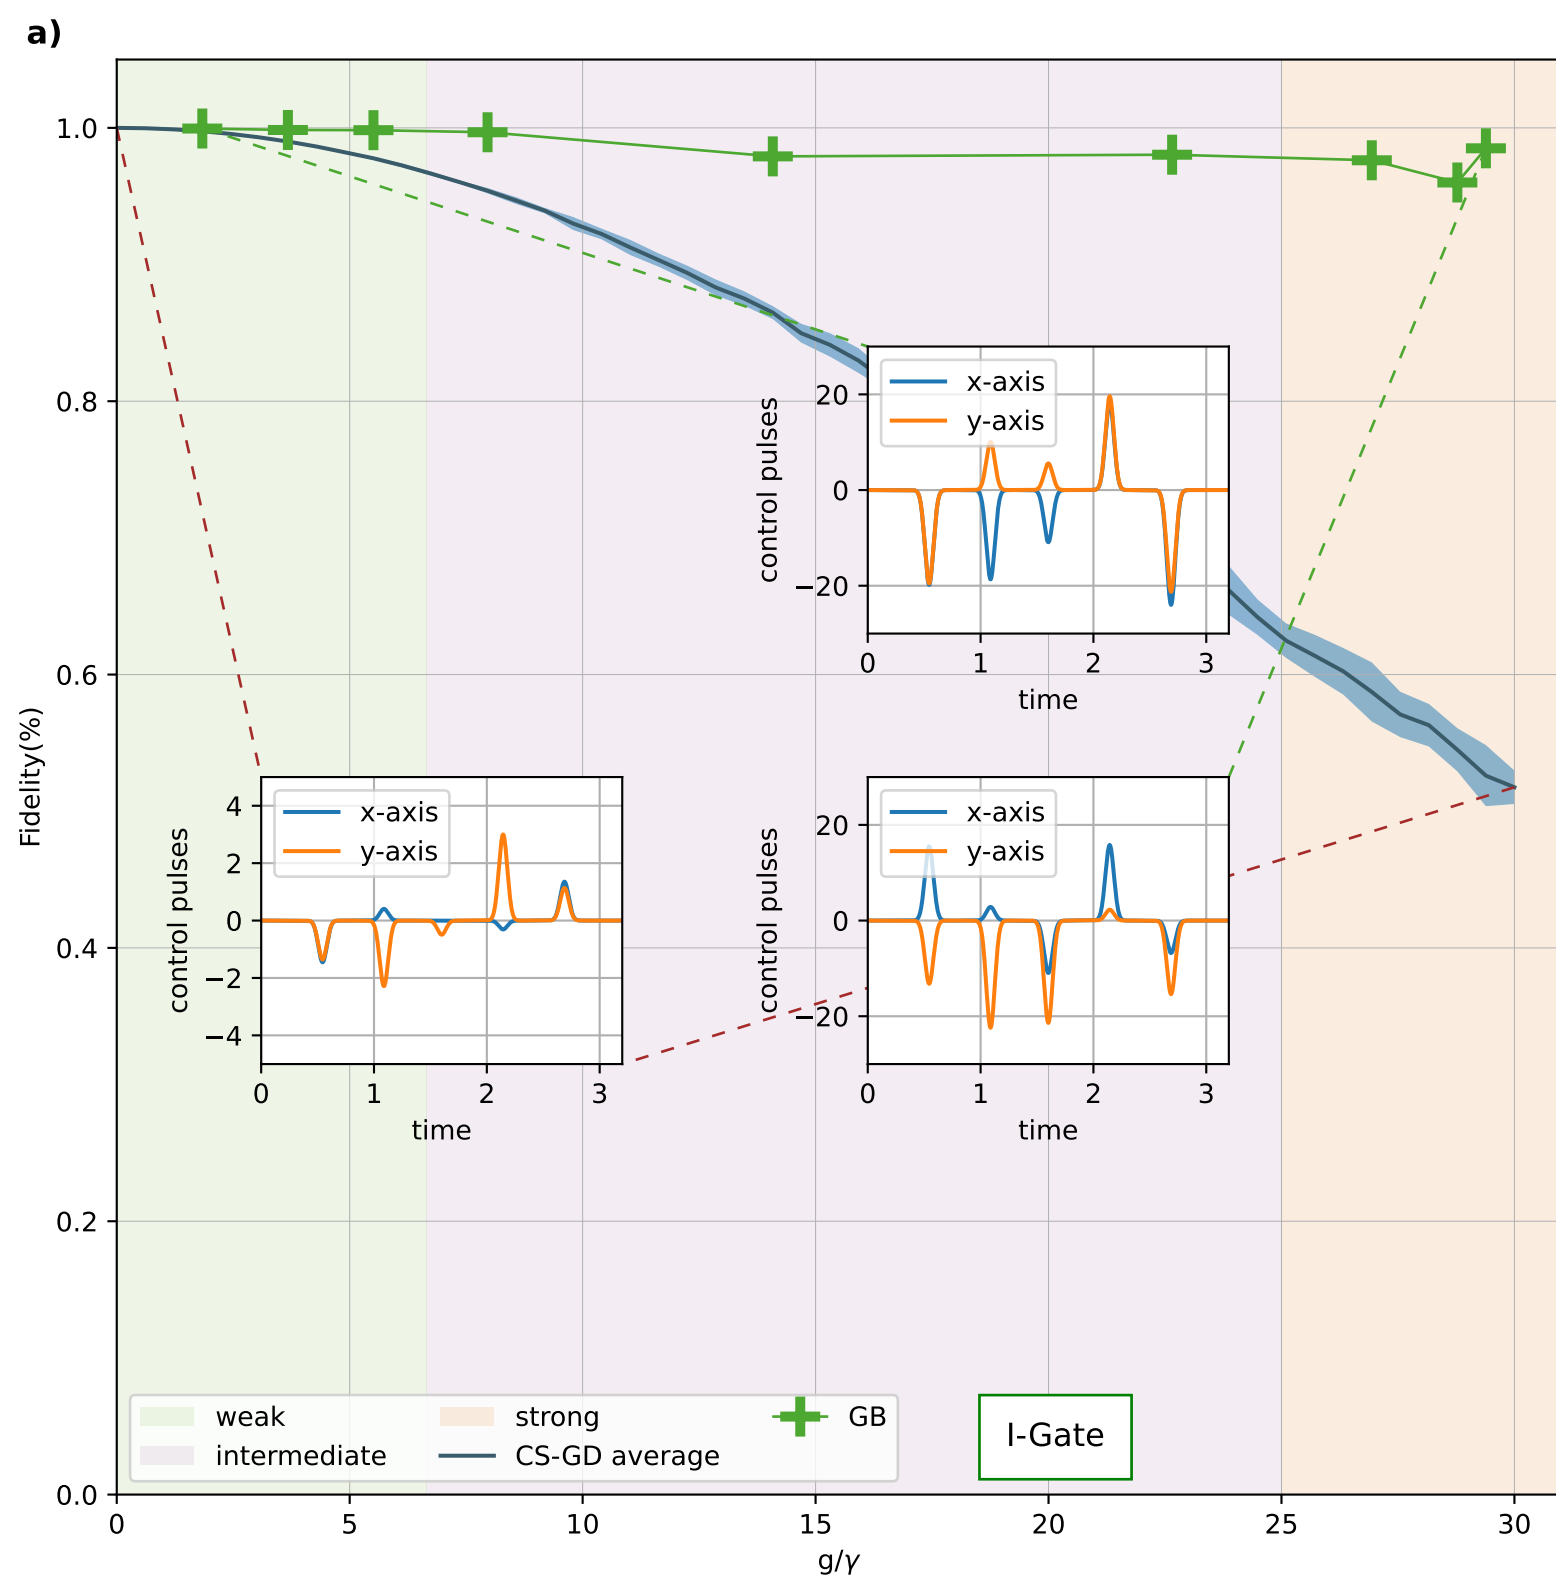 a)
1.0
0.8
0.6
0.4
0.2
0.0
Fidelity(%)
0 5 10 15 20 25 30
g/γ
x-axis
y-axis
20
0
−20
control pulses
0 1 2 3
time
x-axis
y-axis
4
2
0
−2
−4
control pulses
0 1 2 3
time
x-axis
y-axis
20
0
−20
control pulses
0 1 2 3
time
weak
intermediate
strong
CS-GD average
GB
I-Gate